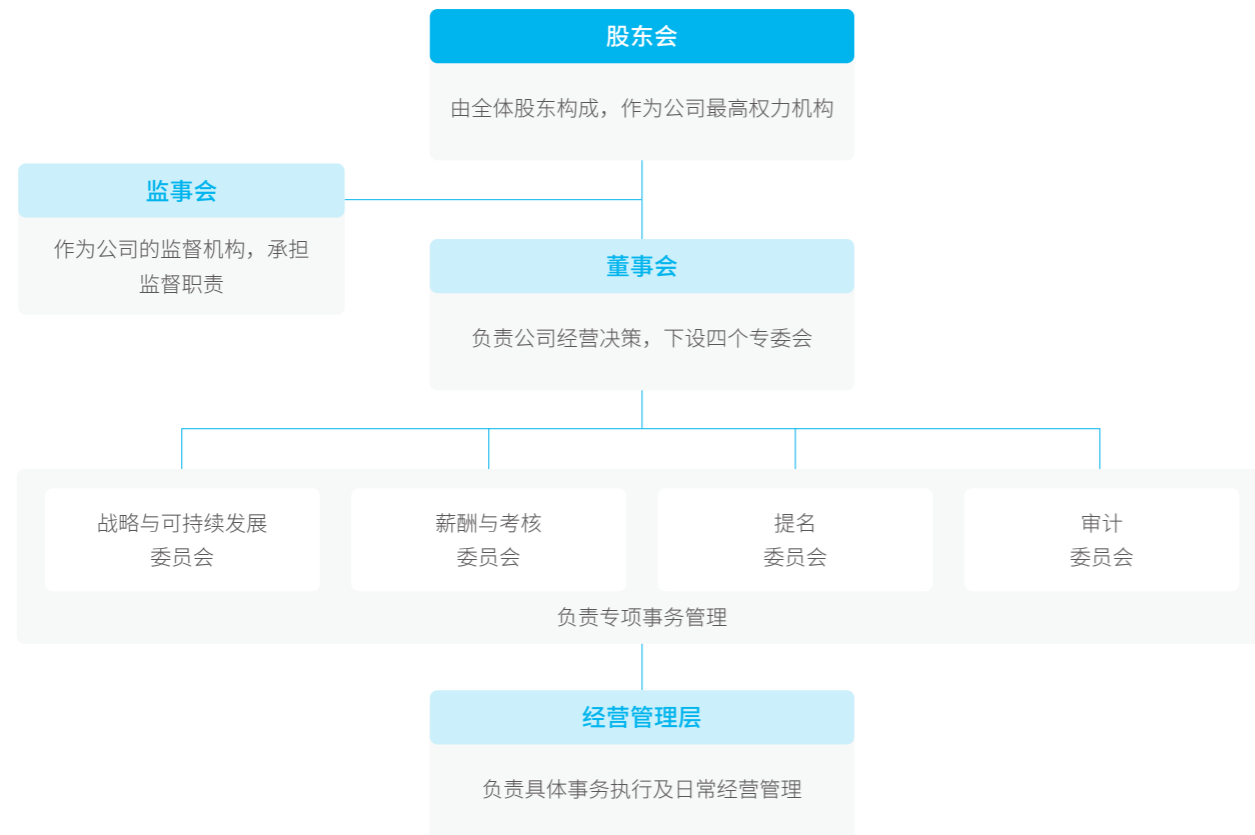 股东会
由全体股东构成，作为公司最高权力机构
监事会
作为公司的监督机构，承担
监督职责
董事会
负责公司经营决策，下设四个专委会
战略与可持续发展
委员会
薪酬与考核
委员会
提名
委员会
审计
委员会
负责专项事务管理
经营管理层
负责具体事务执行及日常经营管理